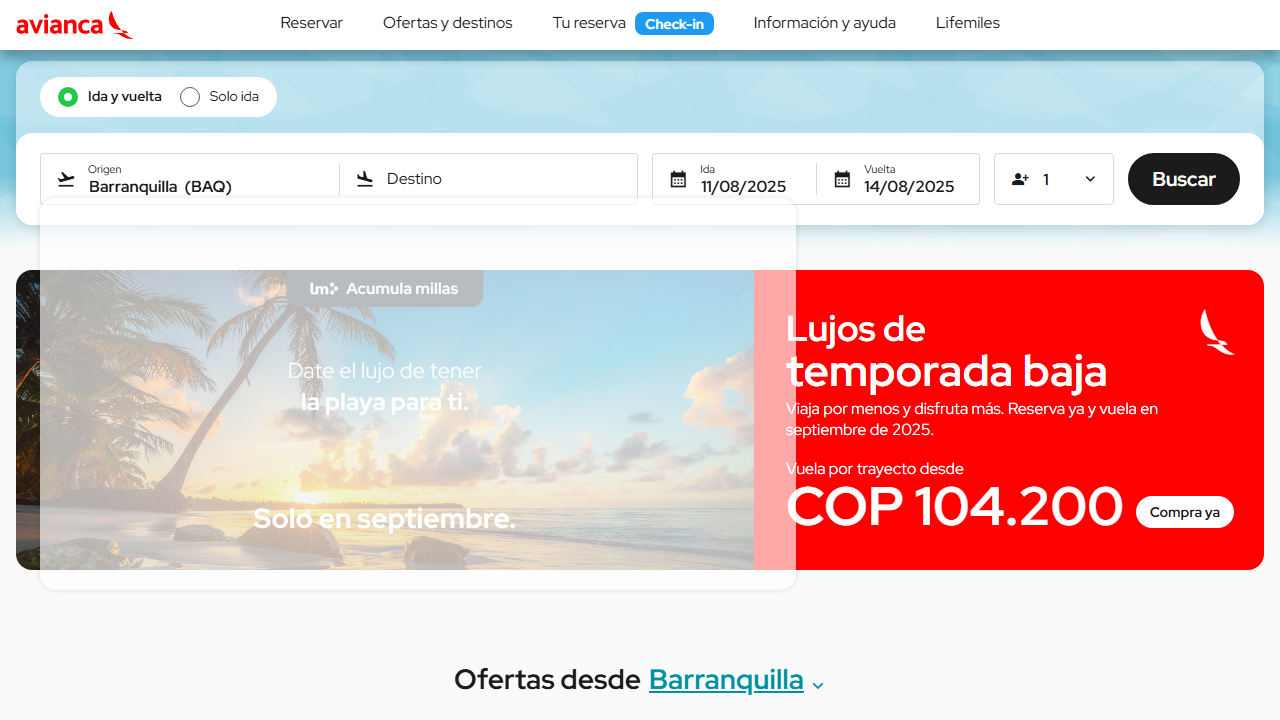 avianca
Reservar
Ofertas y destinos
Tu reserva
Check-in
Información y ayuda
Lifemiles
Ida y vuelta
Solo ida
Origen
Barranquilla (BAQ)
Destino
Ida
11/08/2025
Vuelta
14/08/2025
1
Buscar
lm Acumula millas
Date el lujo de tener
la playa para ti.
Solo en septiembre.
Lujos de
temporada baja
Viaja por menos y disfruta más. Reserva ya y vuela en
septiembre de 2025.
Vuela por trayecto desde
COP 104.200
Compra ya
Ofertas desde Barranquilla